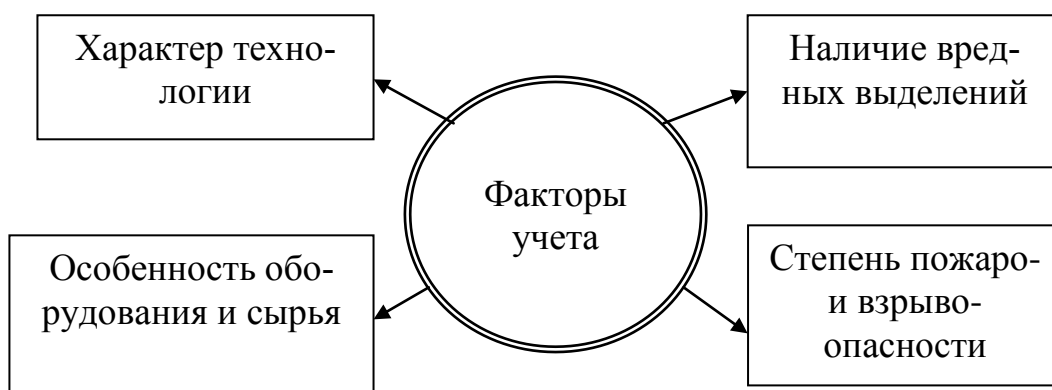 Характер техно-
логии
Наличие вред-
ных выделений
Факторы
учета
Особенность обо-
рудования и сырья
Степень пожаро-
и взрыво-
опасности